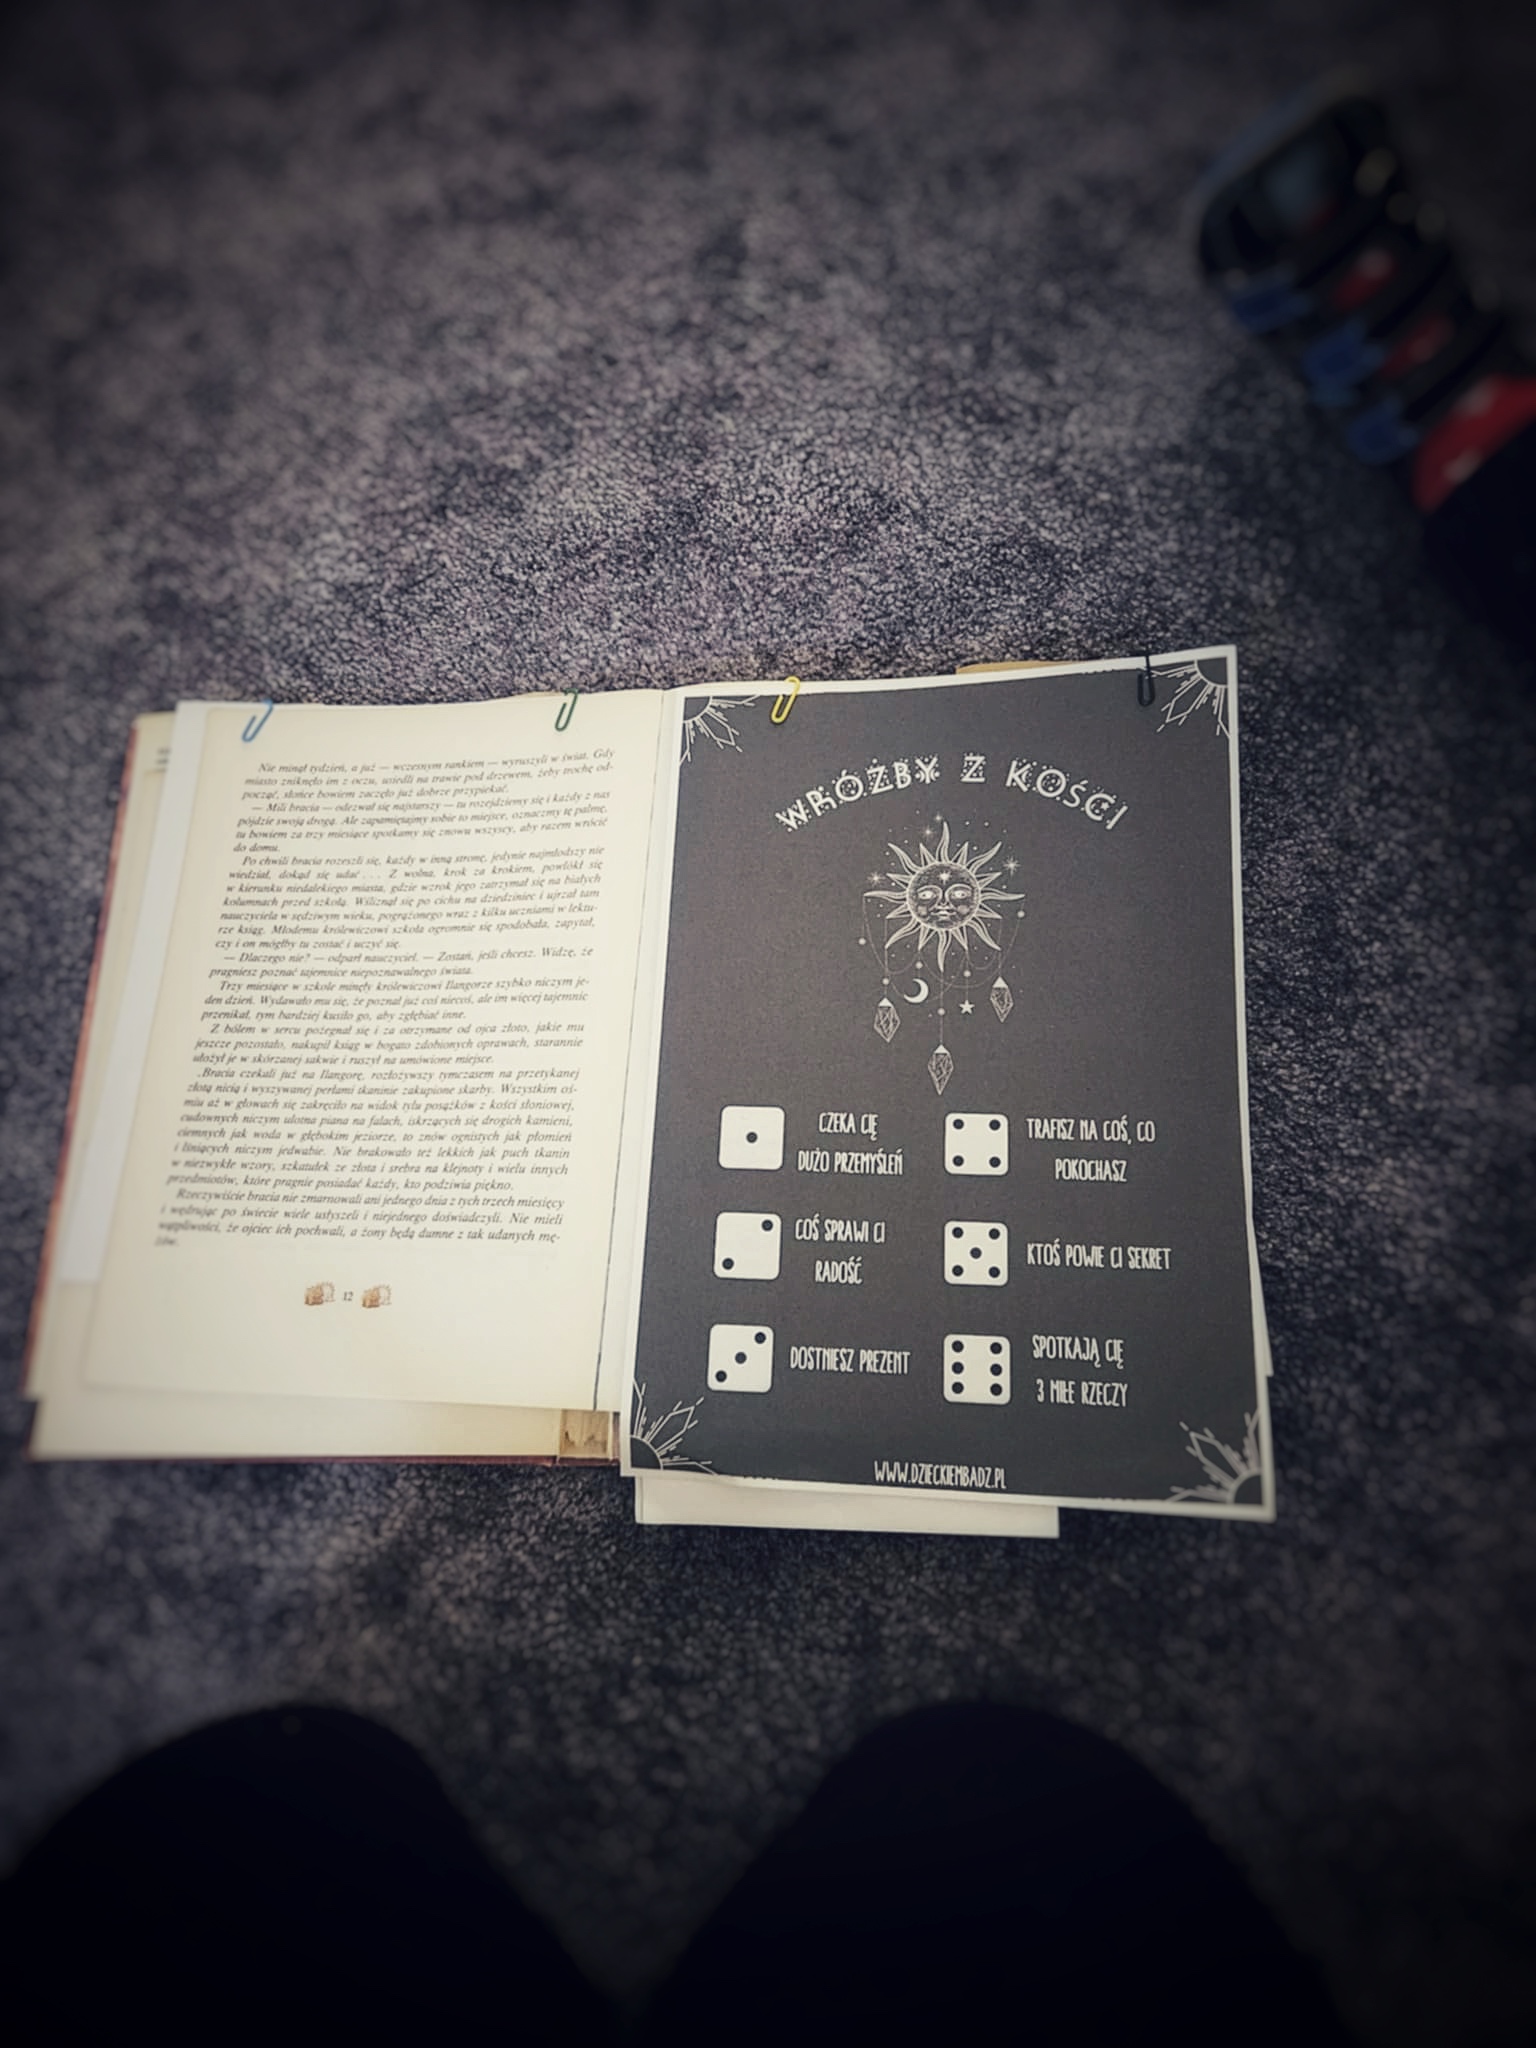 Nie minął tydzień, a już — wczesnym rankiem — wyruszyli w świat. Gdy
miasto zniknęło im z oczu, usiedli na trawie pod drzewem, żeby trochę od-
począć, słońce bowiem zaczęło już dobrze przypiekać.
— Mili bracia — odezwał się najstarszy — tu rozejdziemy się i każdy z nas
pójdzie swoją drogą. Ale zapamiętajmy sobie to miejsce, oznaczmy tę palmę,
tu bowiem za trzy miesiące spotkamy się znowu wszyscy, aby razem wrócić
do domu.
Po chwili bracia rozeszli się, każdy w inną stronę, jedynie najmłodszy nie
wiedział, dokąd się udać . . . Z wolna, krok za krokiem, powlókł się
w kierunku niedalekiego miasta, gdzie wzrok jego zatrzymał się na białych
kolumnach przed szkołą. Wśliznął się po cichu na dziedziniec i ujrzał tam
nauczyciela w sędziwym wieku, pogrążonego wraz z kilku uczniami w lektu-
rze ksiąg. Młodemu królewiczowi szkoła ogromnie się spodobała, zapytał,
czy i on mógłby tu zostać i uczyć się.
— Dlaczego nie? — odparł nauczyciel. — Zostań, jeśli chcesz. Widzę, że
pragniesz poznać tajemnice niepoznawalnego świata.
Trzy miesiące w szkole minęły królewiczowi Ilangorze szybko niczym je-
den dzień. Wydawało mu się, że poznał już coś niecoś, ale im więcej tajemnic
przenikał, tym bardziej kusiło go, aby zgłębiać inne.
Z bólem w sercu pożegnał się i za otrzymane od ojca złoto, jakie mu
jeszcze pozostało, nakupił ksiąg w bogato zdobionych oprawach, starannie
ułożył je w skórzanej sakwie i ruszył na umówione miejsce.
Bracia czekali już na Ilangorę, rozłożywszy tymczasem na przetykanej
złotą nicią i wyszywanej perłami tkaninie zakupione skarby. Wszystkim oś-
miu aż w głowach się zakręciło na widok tylu posążków z kości słoniowej,
cudownych niczym ulotna piana na falach, iskrzących się drogich kamieni,
ciemnych jak woda w głębokim jeziorze, to znów ognistych jak płomień
i lśniących niczym jedwabie. Nie brakowało też lekkich jak puch tkanin
w niezwykłe wzory, szkatułek ze złota i srebra na klejnoty i wielu innych
przedmiotów, które pragnie posiadać każdy, kto podziwia piękno.
Rzeczywiście bracia nie zmarnowali ani jednego dnia z tych trzech miesięcy
i wędrując po świecie wiele usłyszeli i niejednego doświadczyli. Nie mieli
wątpliwości, że ojciec ich pochwali, a żony będą dumne z tak udanych mę-
żów.
12
WRÓŻBY Z KOŚCI
CZEKA CIĘ
DUŻO PRZEMYŚLEŃ
COŚ SPRAWI CI
RADOŚĆ
DOSTNIESZ PREZENT
TRAFISZ NA COŚ, CO
POKOCHASZ
KTOŚ POWIE CI SEKRET
SPOTKAJĄ CIĘ
3 MIŁE RZECZY
WWW.DZIECKIEMBADZ.PL